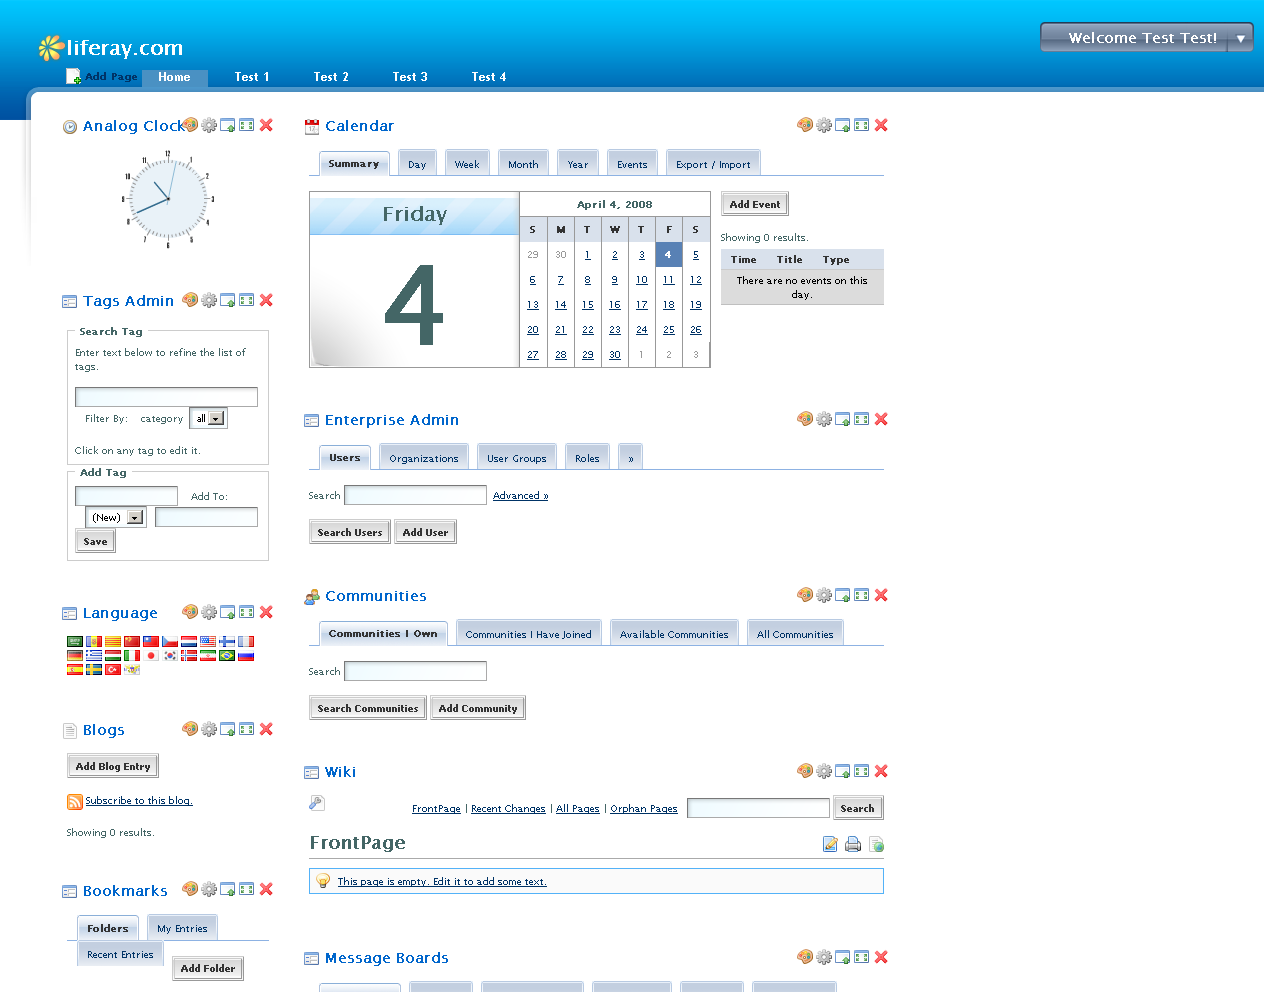 liferay.com
Welcome Test Test!
Add Page Home Test 1 Test 2 Test 3 Test 4
Analog Clock
Tags Admin
Search Tag
Enter text below to refine the list of
tags.
Filter By: category all
Click on any tag to edit it.
Add Tag
Add To:
(New)
Save
Language
Blogs
Add Blog Entry
Subscribe to this blog.
Showing 0 results.
Bookmarks
Folders My Entries
Recent Entries
Add Folder
Calendar
Summary Day Week Month Year Events Export / Import
Friday
4
April 4, 2008
S M T W T F S
29 30 1 2 3 4 5
6 7 8 9 10 11 12
13 14 15 16 17 18 19
20 21 22 23 24 25 26
27 28 29 30 1 2 3
Add Event
Showing 0 results.
Time Title Type
There are no events on this
day.
Enterprise Admin
Users Organizations User Groups Roles »
Search Advanced »
Search Users Add User
Communities
Communities I Own Communities I Have Joined Available Communities All Communities
Search
Search Communities Add Community
Wiki
FrontPage | Recent Changes | All Pages | Orphan Pages Search
FrontPage
This page is empty. Edit it to add some text.
Message Boards